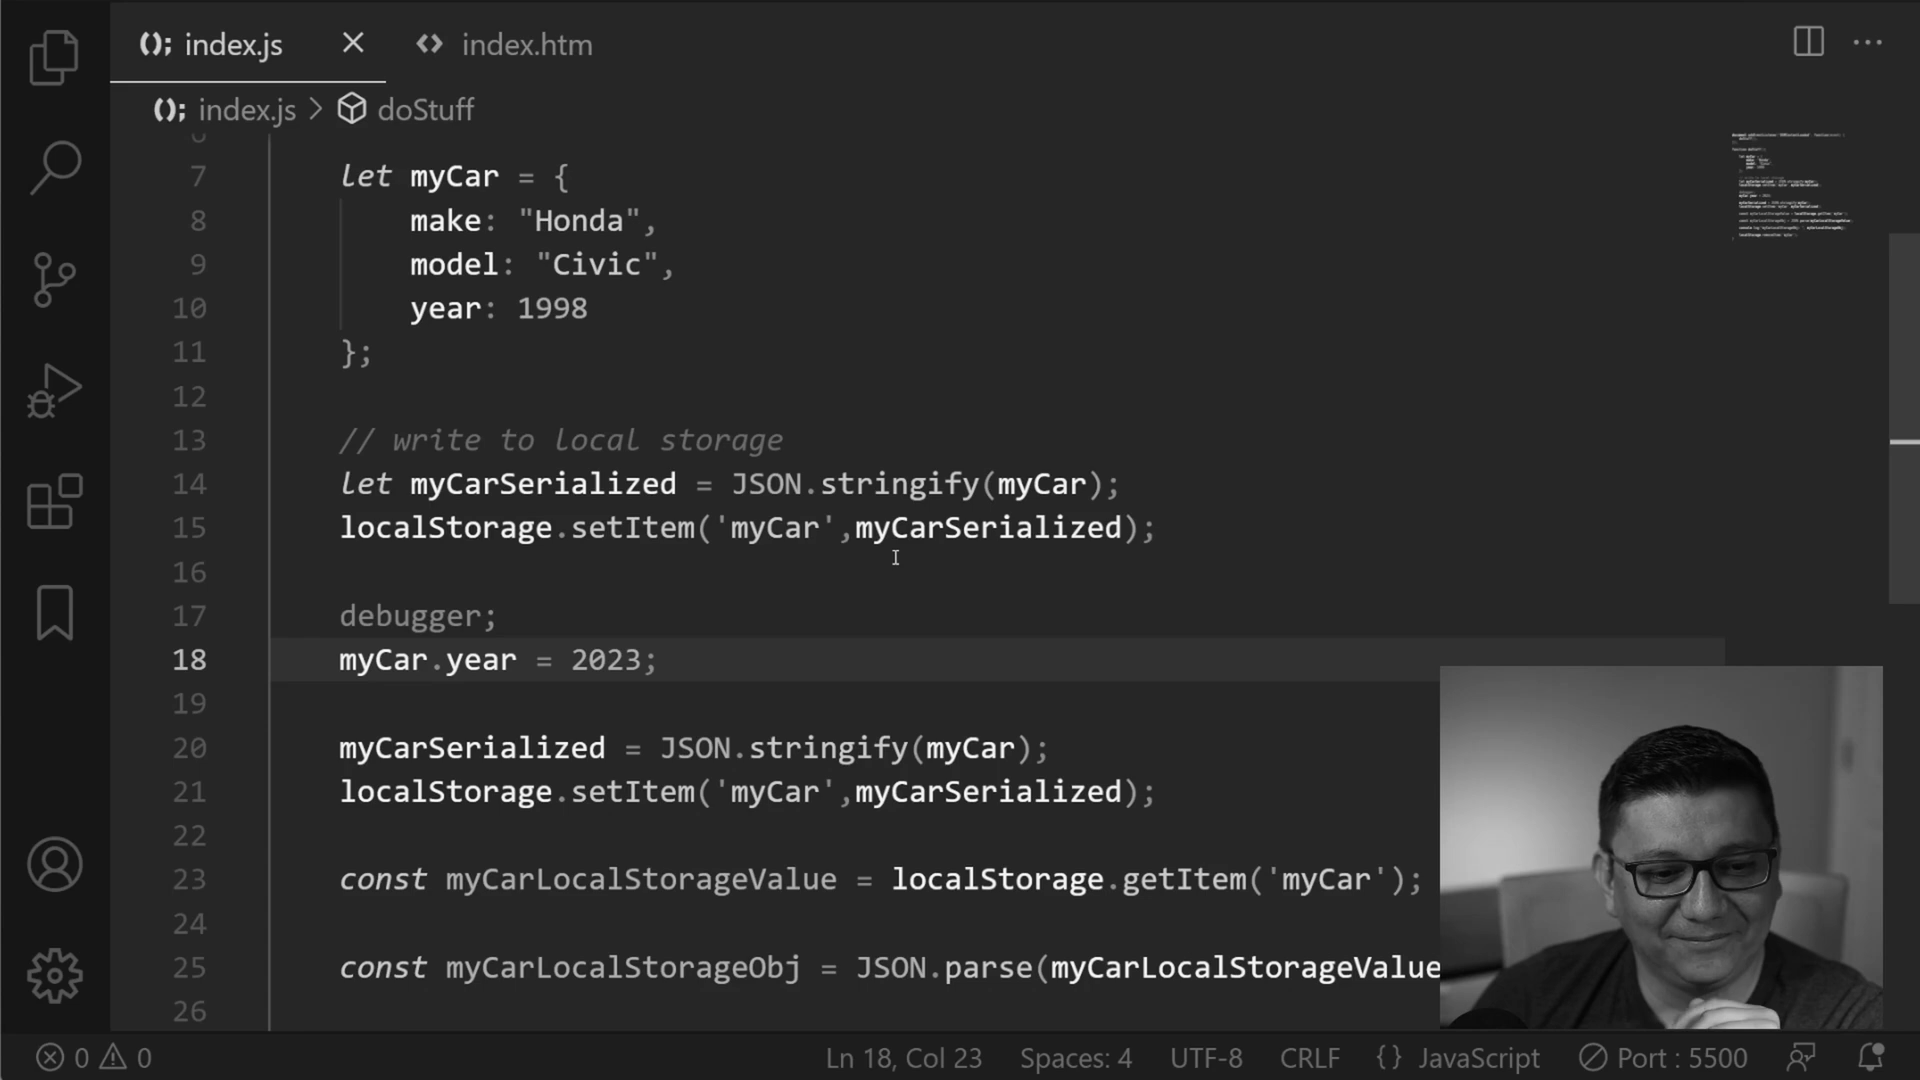 index.js
index.htm
index.js > doStuff
7 let myCar = {
8 make: "Honda",
9 model: "Civic",
10 year: 1998
11 };
12
13 // write to local storage
14 let myCarSerialized = JSON.stringify(myCar);
15 localStorage.setItem('myCar',myCarSerialized);
16
17 debugger;
18 myCar.year = 2023;
19
20 myCarSerialized = JSON.stringify(myCar);
21 localStorage.setItem('myCar',myCarSerialized);
22
23 const myCarLocalStorageValue = localStorage.getItem('myCar');
24
25 const myCarLocalStorageObj = JSON.parse(myCarLocalStorageValue
26
0 0 Ln 18, Col 23 Spaces: 4 UTF-8 CRLF {} JavaScript Port : 5500